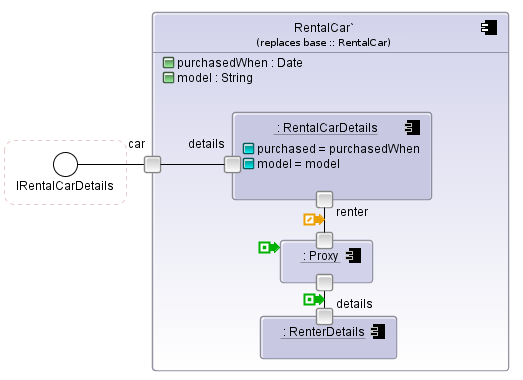 RentalCar`
(replaces base :: RentalCar)
purchasedWhen : Date
model : String
car
details
: RentalCarDetails
purchased = purchasedWhen
model = model
IRentalCarDetails
renter
: Proxy
details
: RenterDetails